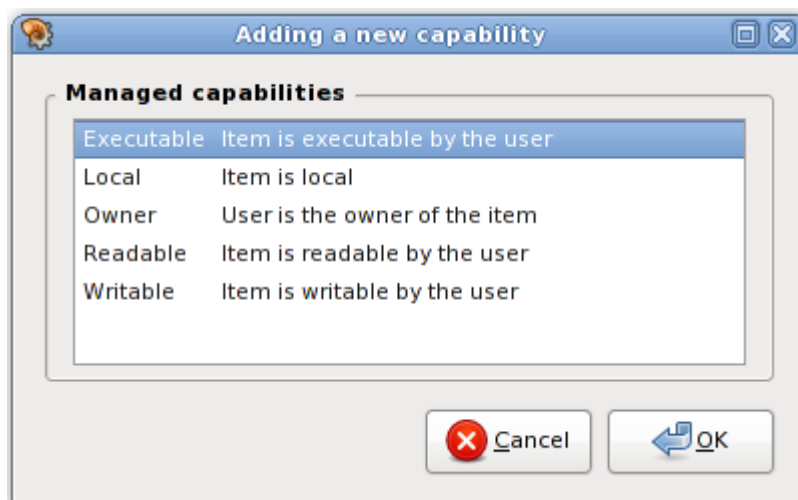 Adding a new capability
Managed capabilities
Executable Item is executable by the user
Local Item is local
Owner User is the owner of the item
Readable Item is readable by the user
Writable Item is writable by the user
Cancel OK